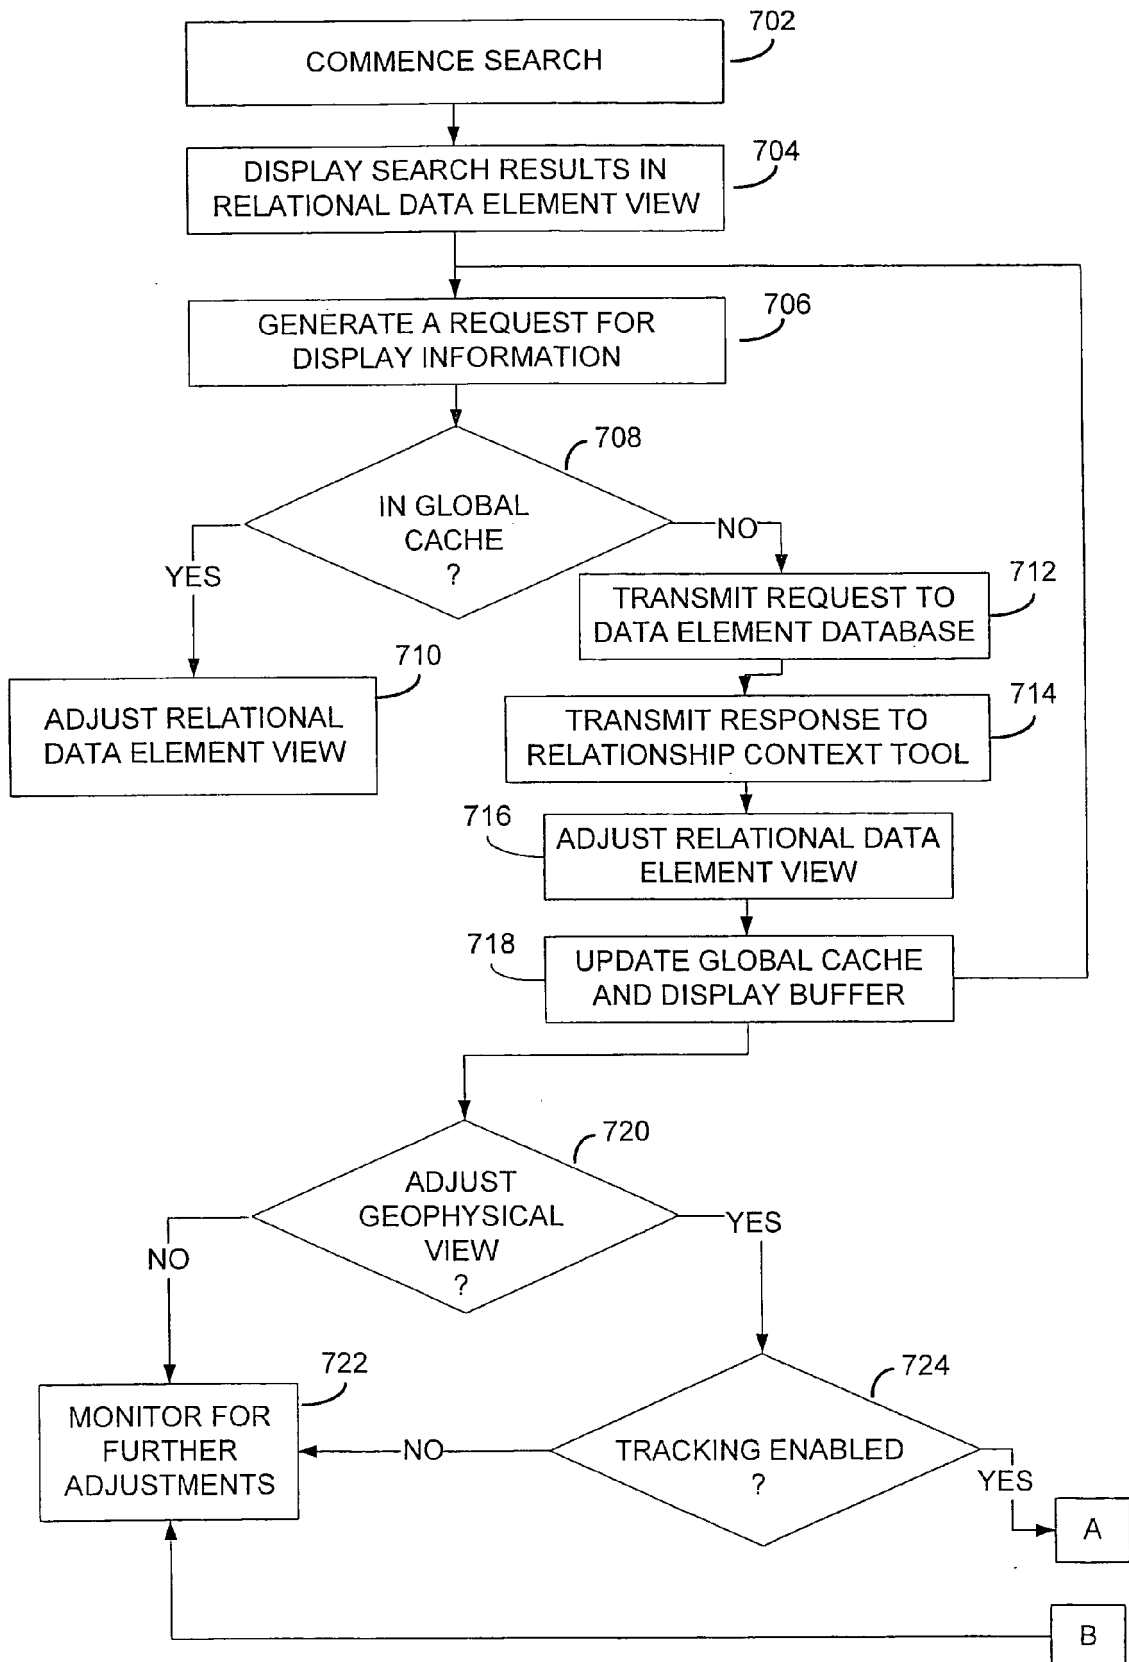 702
COMMENCE SEARCH
704
DISPLAY SEARCH RESULTS IN
RELATIONAL DATA ELEMENT VIEW
706
GENERATE A REQUEST FOR
DISPLAY INFORMATION
708
IN GLOBAL
CACHE
?
YES
NO
712
TRANSMIT REQUEST TO
DATA ELEMENT DATABASE
710
ADJUST RELATIONAL
DATA ELEMENT VIEW
714
TRANSMIT RESPONSE TO
RELATIONSHIP CONTEXT TOOL
716
ADJUST RELATIONAL DATA
ELEMENT VIEW
718
UPDATE GLOBAL CACHE
AND DISPLAY BUFFER
720
ADJUST
GEOPHYSICAL
VIEW
?
NO
YES
722
MONITOR FOR
FURTHER
ADJUSTMENTS
724
TRACKING ENABLED
?
NO
YES
A
B